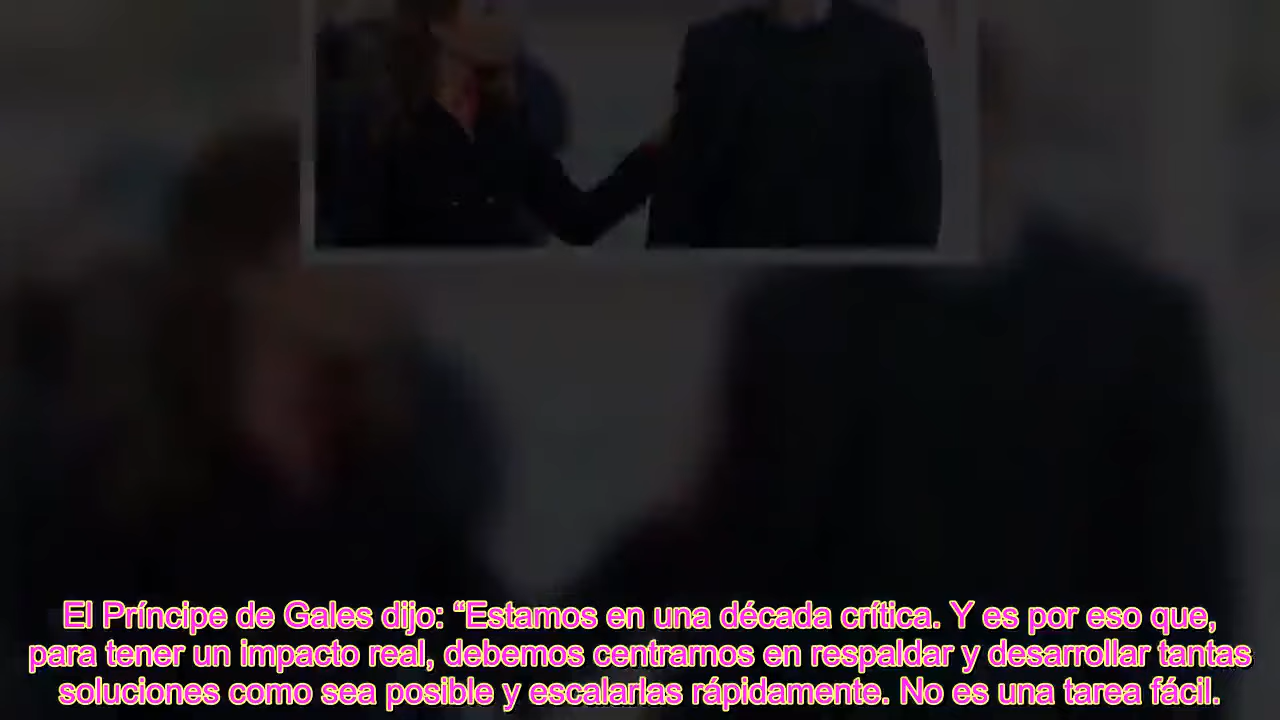 El Príncipe de Gales dijo: “Estamos en una década crítica. Y es por eso que,
para tener un impacto real, debemos centrarnos en respaldar y desarrollar tantas
soluciones como sea posible y escalarlas rápidamente. No es una tarea fácil.